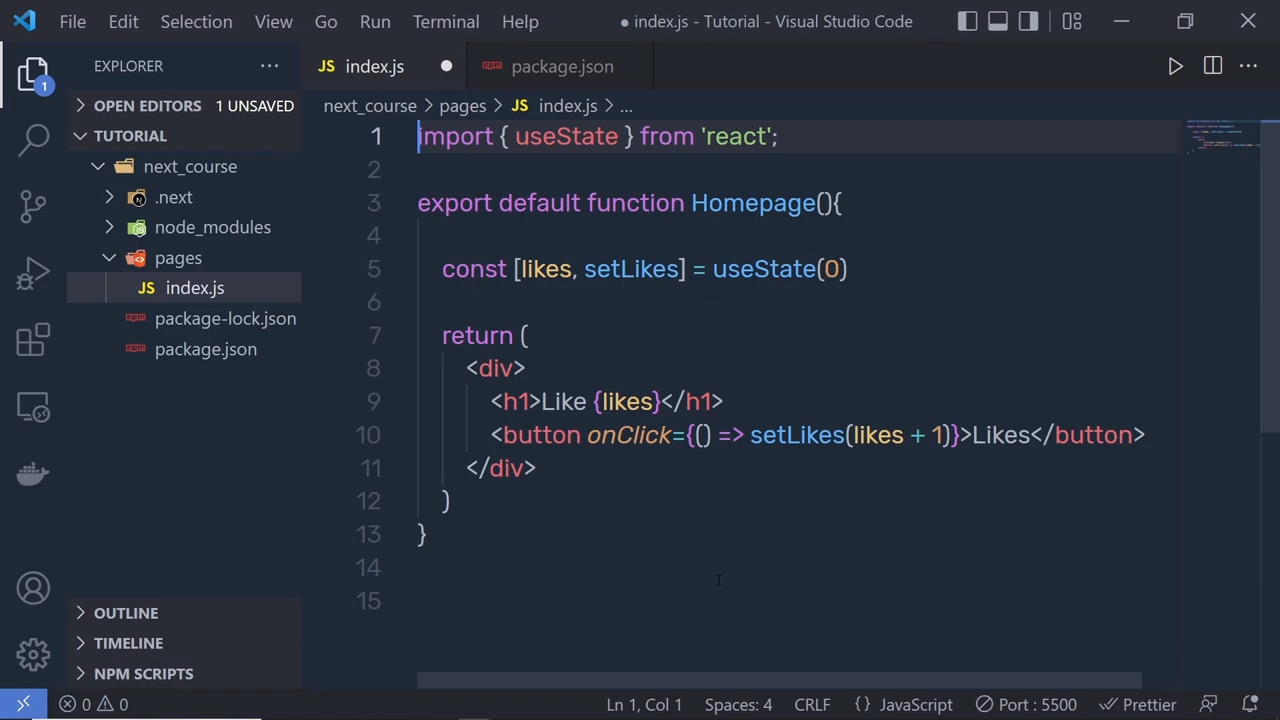 File Edit Selection View Go Run Terminal Help ● index.js - Tutorial - Visual Studio Code
EXPLORER ···
1
OPEN EDITORS 1 UNSAVED
TUTORIAL
next_course
.next
node_modules
pages
JS index.js
package-lock.json
package.json
OUTLINE
TIMELINE
NPM SCRIPTS
JS index.js ● package.json
next_course > pages > JS index.js > ...
1 import { useState } from 'react';
2
3 export default function Homepage(){
4
5 const [likes, setLikes] = useState(0)
6
7 return (
8 <div>
9 <h1>Like {likes}</h1>
10 <button onClick={() => setLikes(likes + 1)}>Likes</button>
11 </div>
12 )
13 }
14
15
0 0 Ln 1, Col 1 Spaces: 4 CRLF {} JavaScript Port : 5500 Prettier